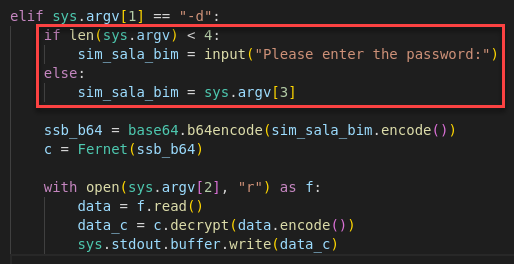 elif sys.argv[1] == "-d":
    if len(sys.argv) < 4:
        sim_sala_bim = input("Please enter the password:")
    else:
        sim_sala_bim = sys.argv[3]

    ssb_b64 = base64.b64encode(sim_sala_bim.encode())
    c = Fernet(ssb_b64)

    with open(sys.argv[2], "r") as f:
        data = f.read()
        data_c = c.decrypt(data.encode())
        sys.stdout.buffer.write(data_c)